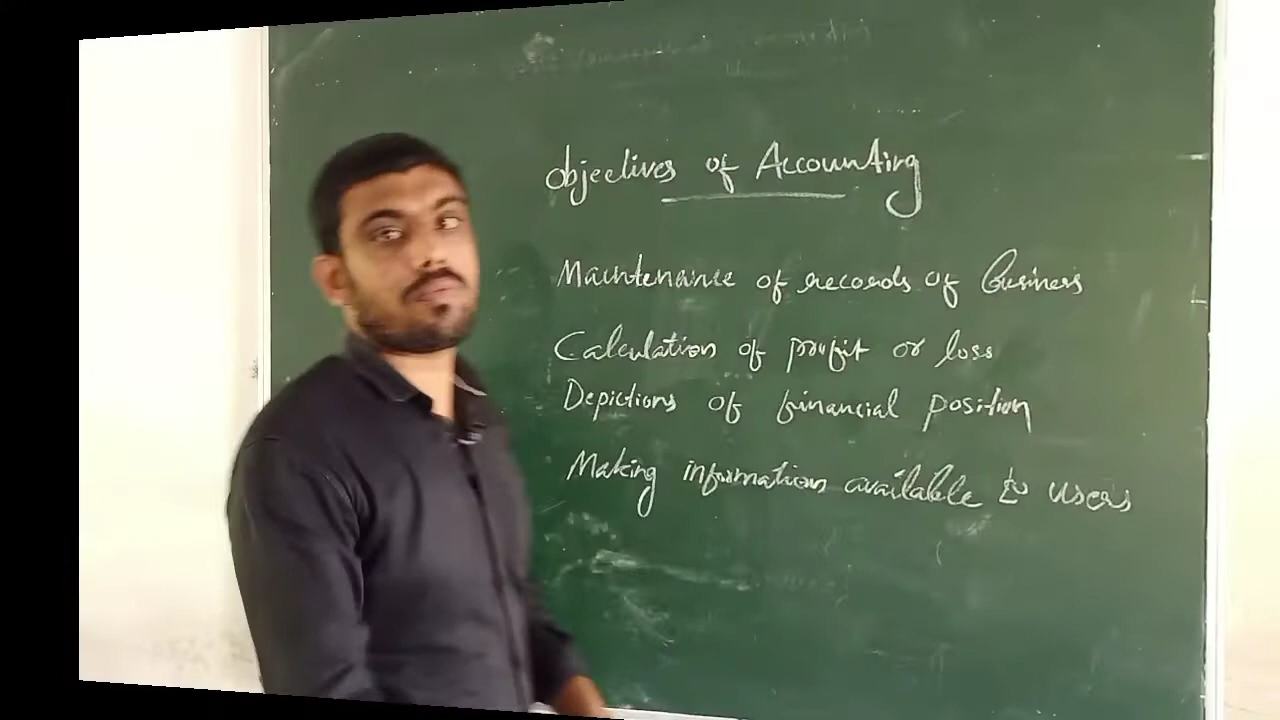 Objectives of Accounting
Maintenance of records of business
Calculation of profit or loss
Depictions of financial position
Making informations available to users